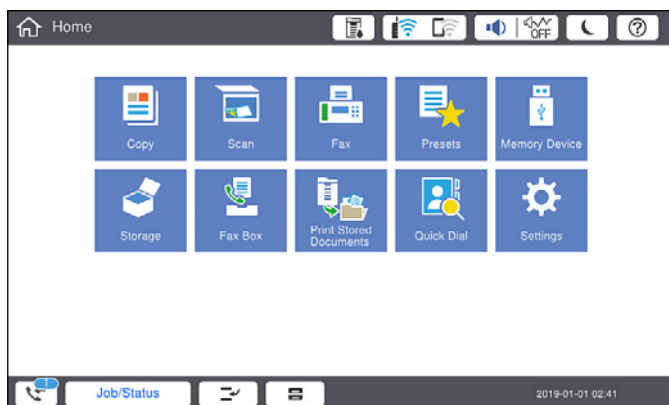 Home
OFF
Copy
Scan
Fax
Presets
Memory Device
Storage
Fax Box
Print Stored
Documents
Quick Dial
Settings
Job/Status
2019-01-01 02:41